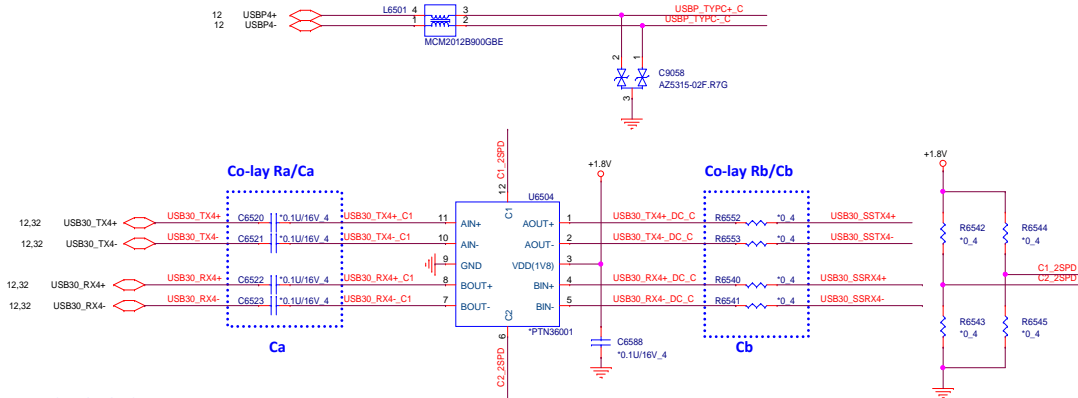 12 USBP4+ L6501 4 3 USBP_TYPC+_C
12 USBP4- 1 2 USBP_TYPC-_C
MCM2012B900GBE
2 1 C9058
AZ5315-02F.R7G
3
C1_2SPD
Co-lay Ra/Ca +1.8V Co-lay Rb/Cb +1.8V
12 U6504
C1
12,32 USB30_TX4+ USB30_TX4+ C6520 *0.1U/16V_4 USB30_TX4+_C1 11 AIN+ AOUT+ 1 USB30_TX4+_DC_C R6552 *0_4 USB30_SSTX4+
12,32 USB30_TX4- USB30_TX4- C6521 *0.1U/16V_4 USB30_TX4-_C1 10 AIN- AOUT- 2 USB30_TX4-_DC_C R6553 *0_4 USB30_SSTX4-
R6542 R6544
*0_4 *0_4
9 GND VDD(1V8) 3
C1_2SPD
12,32 USB30_RX4+ USB30_RX4+ C6522 *0.1U/16V_4 USB30_RX4+_C1 8 BOUT+ BIN+ 4 USB30_RX4+_DC_C R6540 *0_4 USB30_SSRX4+ C2_2SPD
12,32 USB30_RX4- USB30_RX4- C6523 *0.1U/16V_4 USB30_RX4-_C1 7 BOUT- BIN- 5 USB30_RX4-_DC_C R6541 *0_4 USB30_SSRX4-
C2
R6543 R6545
*0_4 *0_4
*PTN36001
6
Ca C6588 Cb
*0.1U/16V_4
C2_2SPD